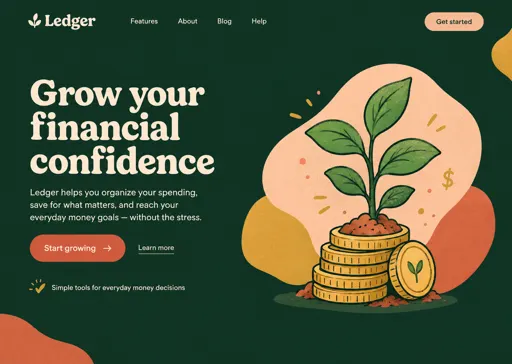 Ledger
Features
About
Blog
Help
Get started
Grow your
financial
confidence
Ledger helps you organize your spending,
save for what matters, and reach your
everyday money goals — without the stress.
Start growing →
Learn more
Simple tools for everyday money decisions
$